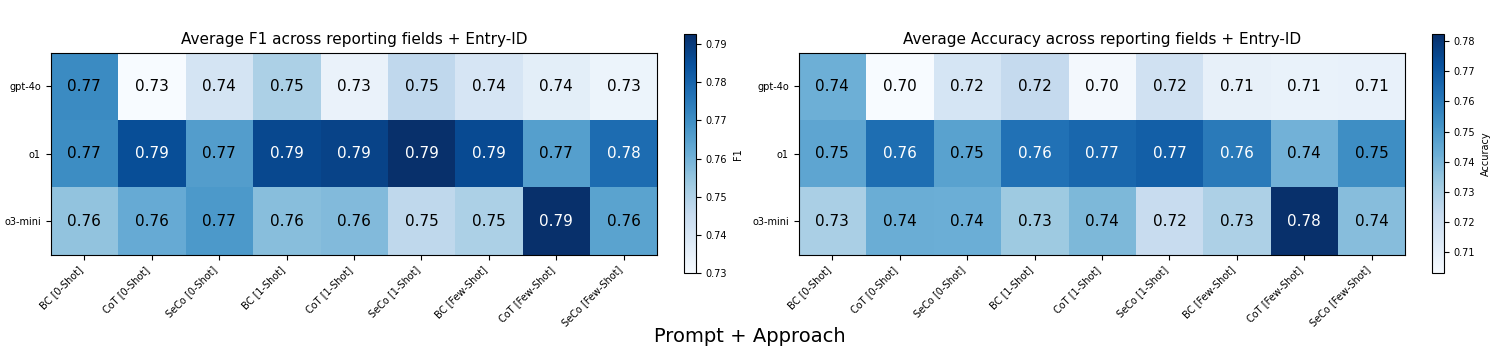 Average F1 across reporting fields + Entry-ID
gpt-4o 0.77 0.73 0.74 0.75 0.73 0.75 0.74 0.74 0.73
o1 0.77 0.79 0.77 0.79 0.79 0.79 0.79 0.77 0.78
o3-mini 0.76 0.76 0.77 0.76 0.76 0.75 0.75 0.79 0.76
BC [0-Shot] CoT [0-Shot] SeCo [0-Shot] BC [1-Shot] CoT [1-Shot] SeCo [1-Shot] BC [Few-Shot] CoT [Few-Shot] SeCo [Few-Shot]
0.79
0.78
0.77
0.76
0.75
0.74
0.73
F1
Average Accuracy across reporting fields + Entry-ID
gpt-4o 0.74 0.70 0.72 0.72 0.70 0.72 0.71 0.71 0.71
o1 0.75 0.76 0.75 0.76 0.77 0.77 0.76 0.74 0.75
o3-mini 0.73 0.74 0.74 0.73 0.74 0.72 0.73 0.78 0.74
BC [0-Shot] CoT [0-Shot] SeCo [0-Shot] BC [1-Shot] CoT [1-Shot] SeCo [1-Shot] BC [Few-Shot] CoT [Few-Shot] SeCo [Few-Shot]
0.78
0.77
0.76
0.75
0.74
0.73
0.72
0.71
Accuracy
Prompt + Approach